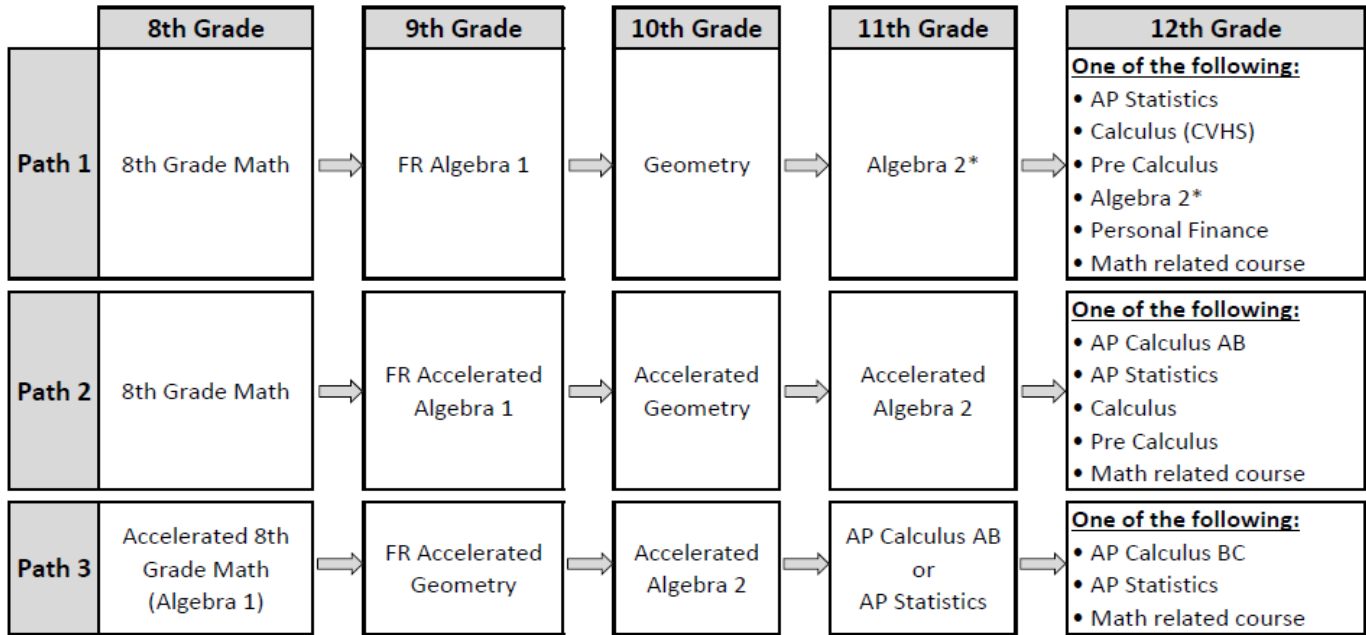 8th Grade
9th Grade
10th Grade
11th Grade
12th Grade
Path 1
8th Grade Math
FR Algebra 1
Geometry
Algebra 2*
One of the following:
• AP Statistics
• Calculus (CVHS)
• Pre Calculus
• Algebra 2*
• Personal Finance
• Math related course
Path 2
8th Grade Math
FR Accelerated
Algebra 1
Accelerated
Geometry
Accelerated
Algebra 2
One of the following:
• AP Calculus AB
• AP Statistics
• Calculus
• Pre Calculus
• Math related course
Path 3
Accelerated 8th
Grade Math
(Algebra 1)
FR Accelerated
Geometry
Accelerated
Algebra 2
AP Calculus AB
or
AP Statistics
One of the following:
• AP Calculus BC
• AP Statistics
• Math related course